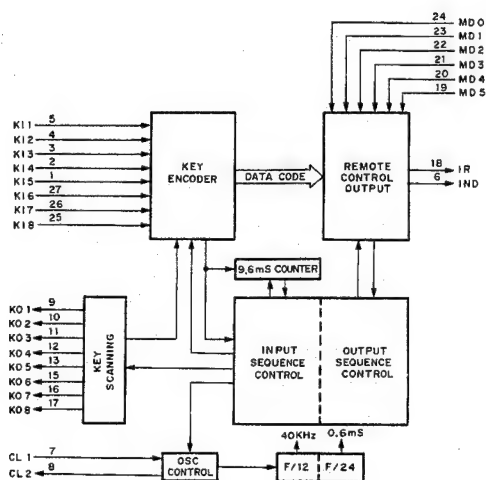 24 MD0
23 MD1
22 MD2
21 MD3
20 MD4
19 MD5
KI1 5
KI2 4
KI3 3
KI4 2
KI5 1
KI6 27
KI7 26
KI8 25
KEY
ENCODER
DATA CODE
REMOTE
CONTROL
OUTPUT
18 IR
6 IND
9,6mS COUNTER
KO1 9
KO2 10
KO3 11
KO4 12
KO5 13
KO6 15
KO7 16
KO8 17
KEY
SCANNING
INPUT
SEQUENCE
CONTROL
OUTPUT
SEQUENCE
CONTROL
40KHz 0.6mS
CL1 7
CL2 8
OSC
CONTROL
F/12 F/24